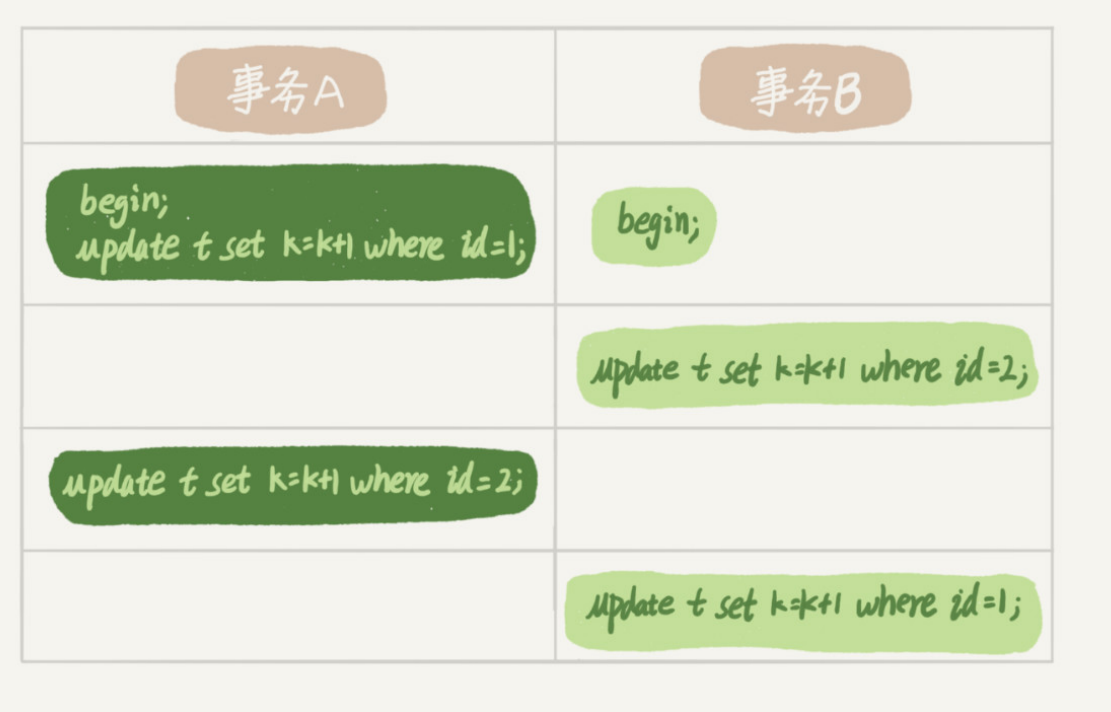 事务A
事务B
begin;
update t set k=k+1 where id=1;
begin;
update t set k=k+1 where id=2;
update t set k=k+1 where id=2;
update t set k=k+1 where id=1;